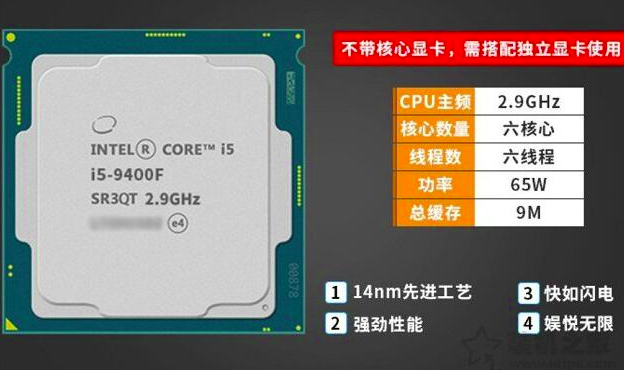 不带核心显卡，需搭配独立显卡使用
INTEL® CORE™ i5
i5-9400F
SR3QT 2.9GHz
e4
00878
CPU主频 2.9GHz
核心数量 六核心
线程数 六线程
功率 65W
总缓存 9M
1 14nm先进工艺
2 强劲性能
3 快如闪电
4 娱悦无限